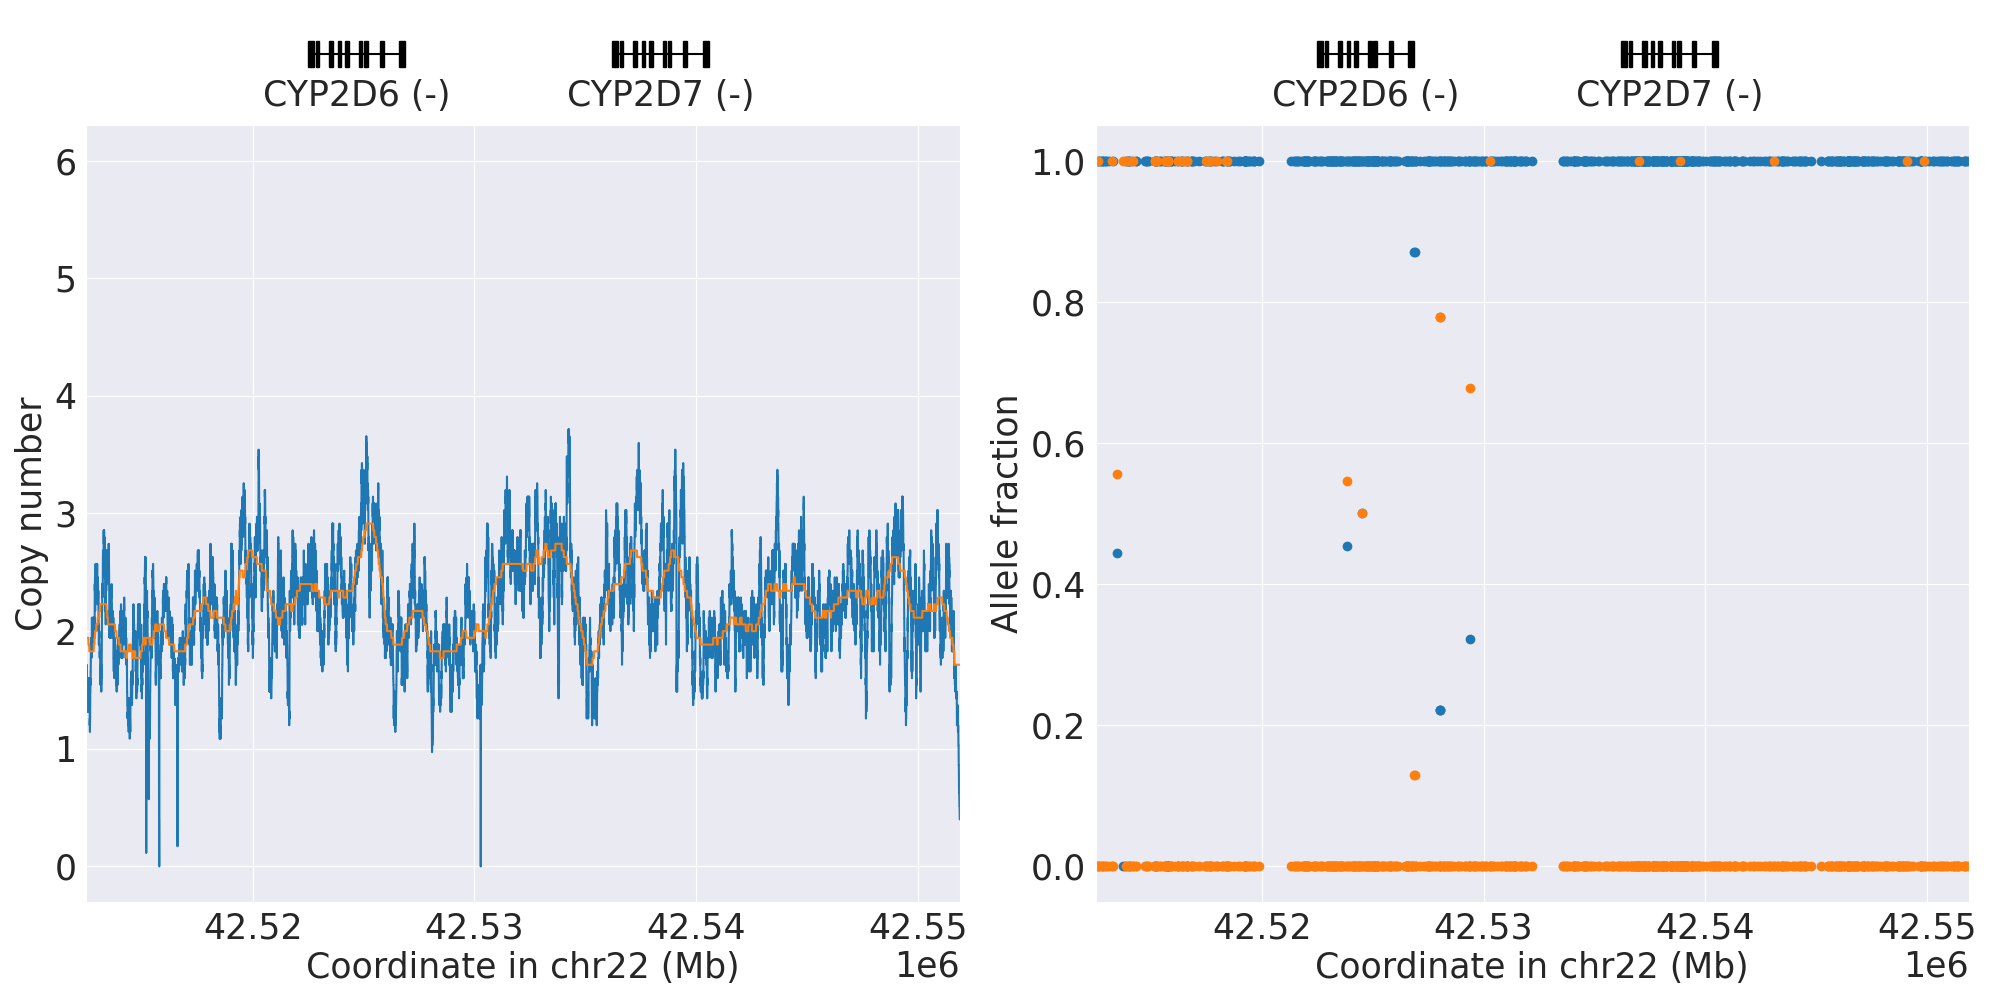 CYP2D6 (-) CYP2D7 (-)
6
5
4
3
2
1
0
Copy number
42.52 42.53 42.54 42.55
Coordinate in chr22 (Mb)
1e6
CYP2D6 (-) CYP2D7 (-)
1.0
0.8
0.6
0.4
0.2
0.0
Allele fraction
42.52 42.53 42.54 42.55
Coordinate in chr22 (Mb)
1e6